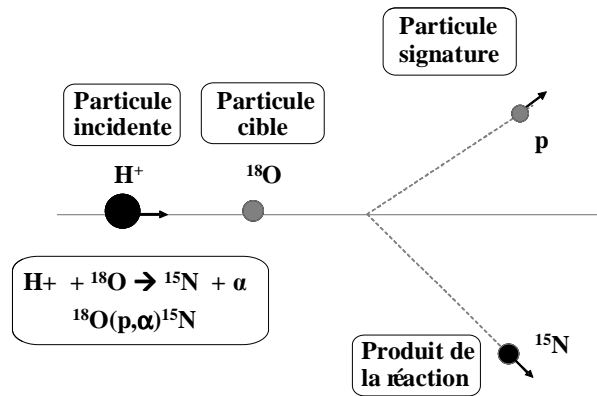 Particule
signature
Particule
incidente
Particule
cible
H⁺
¹⁸O
p
H+ + ¹⁸O → ¹⁵N + α
¹⁸O(p,α)¹⁵N
¹⁵N
Produit de
la réaction